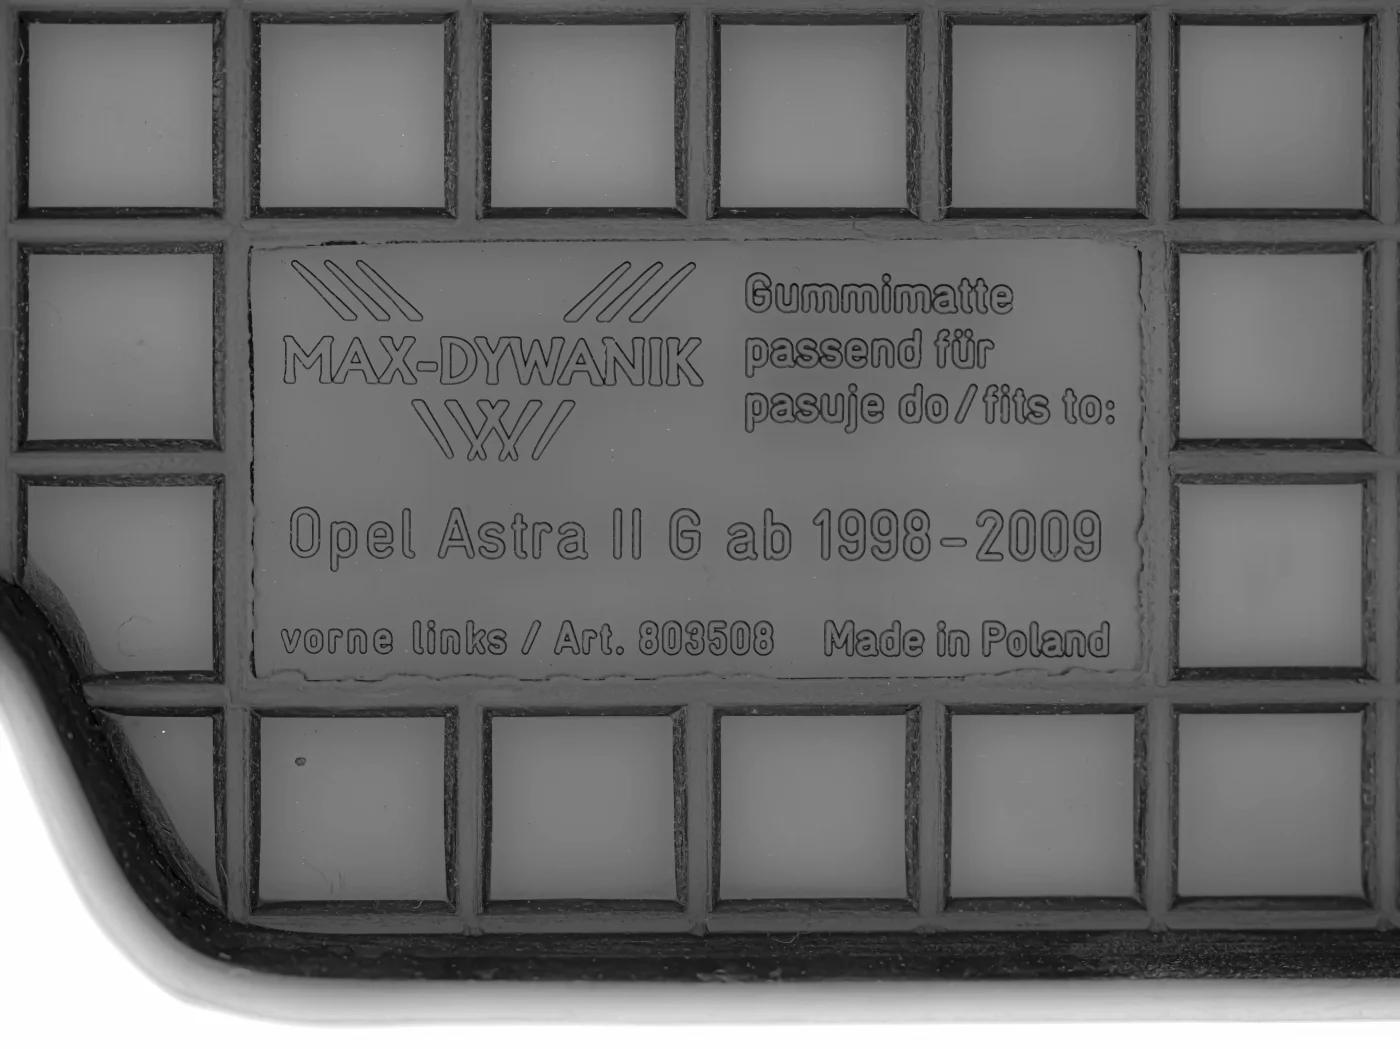 MAX-DYWANIK
Gummimatte
passend für
pasuje do / fits to:
Opel Astra II G ab 1998-2009
vorne links / Art. 803508 Made in Poland